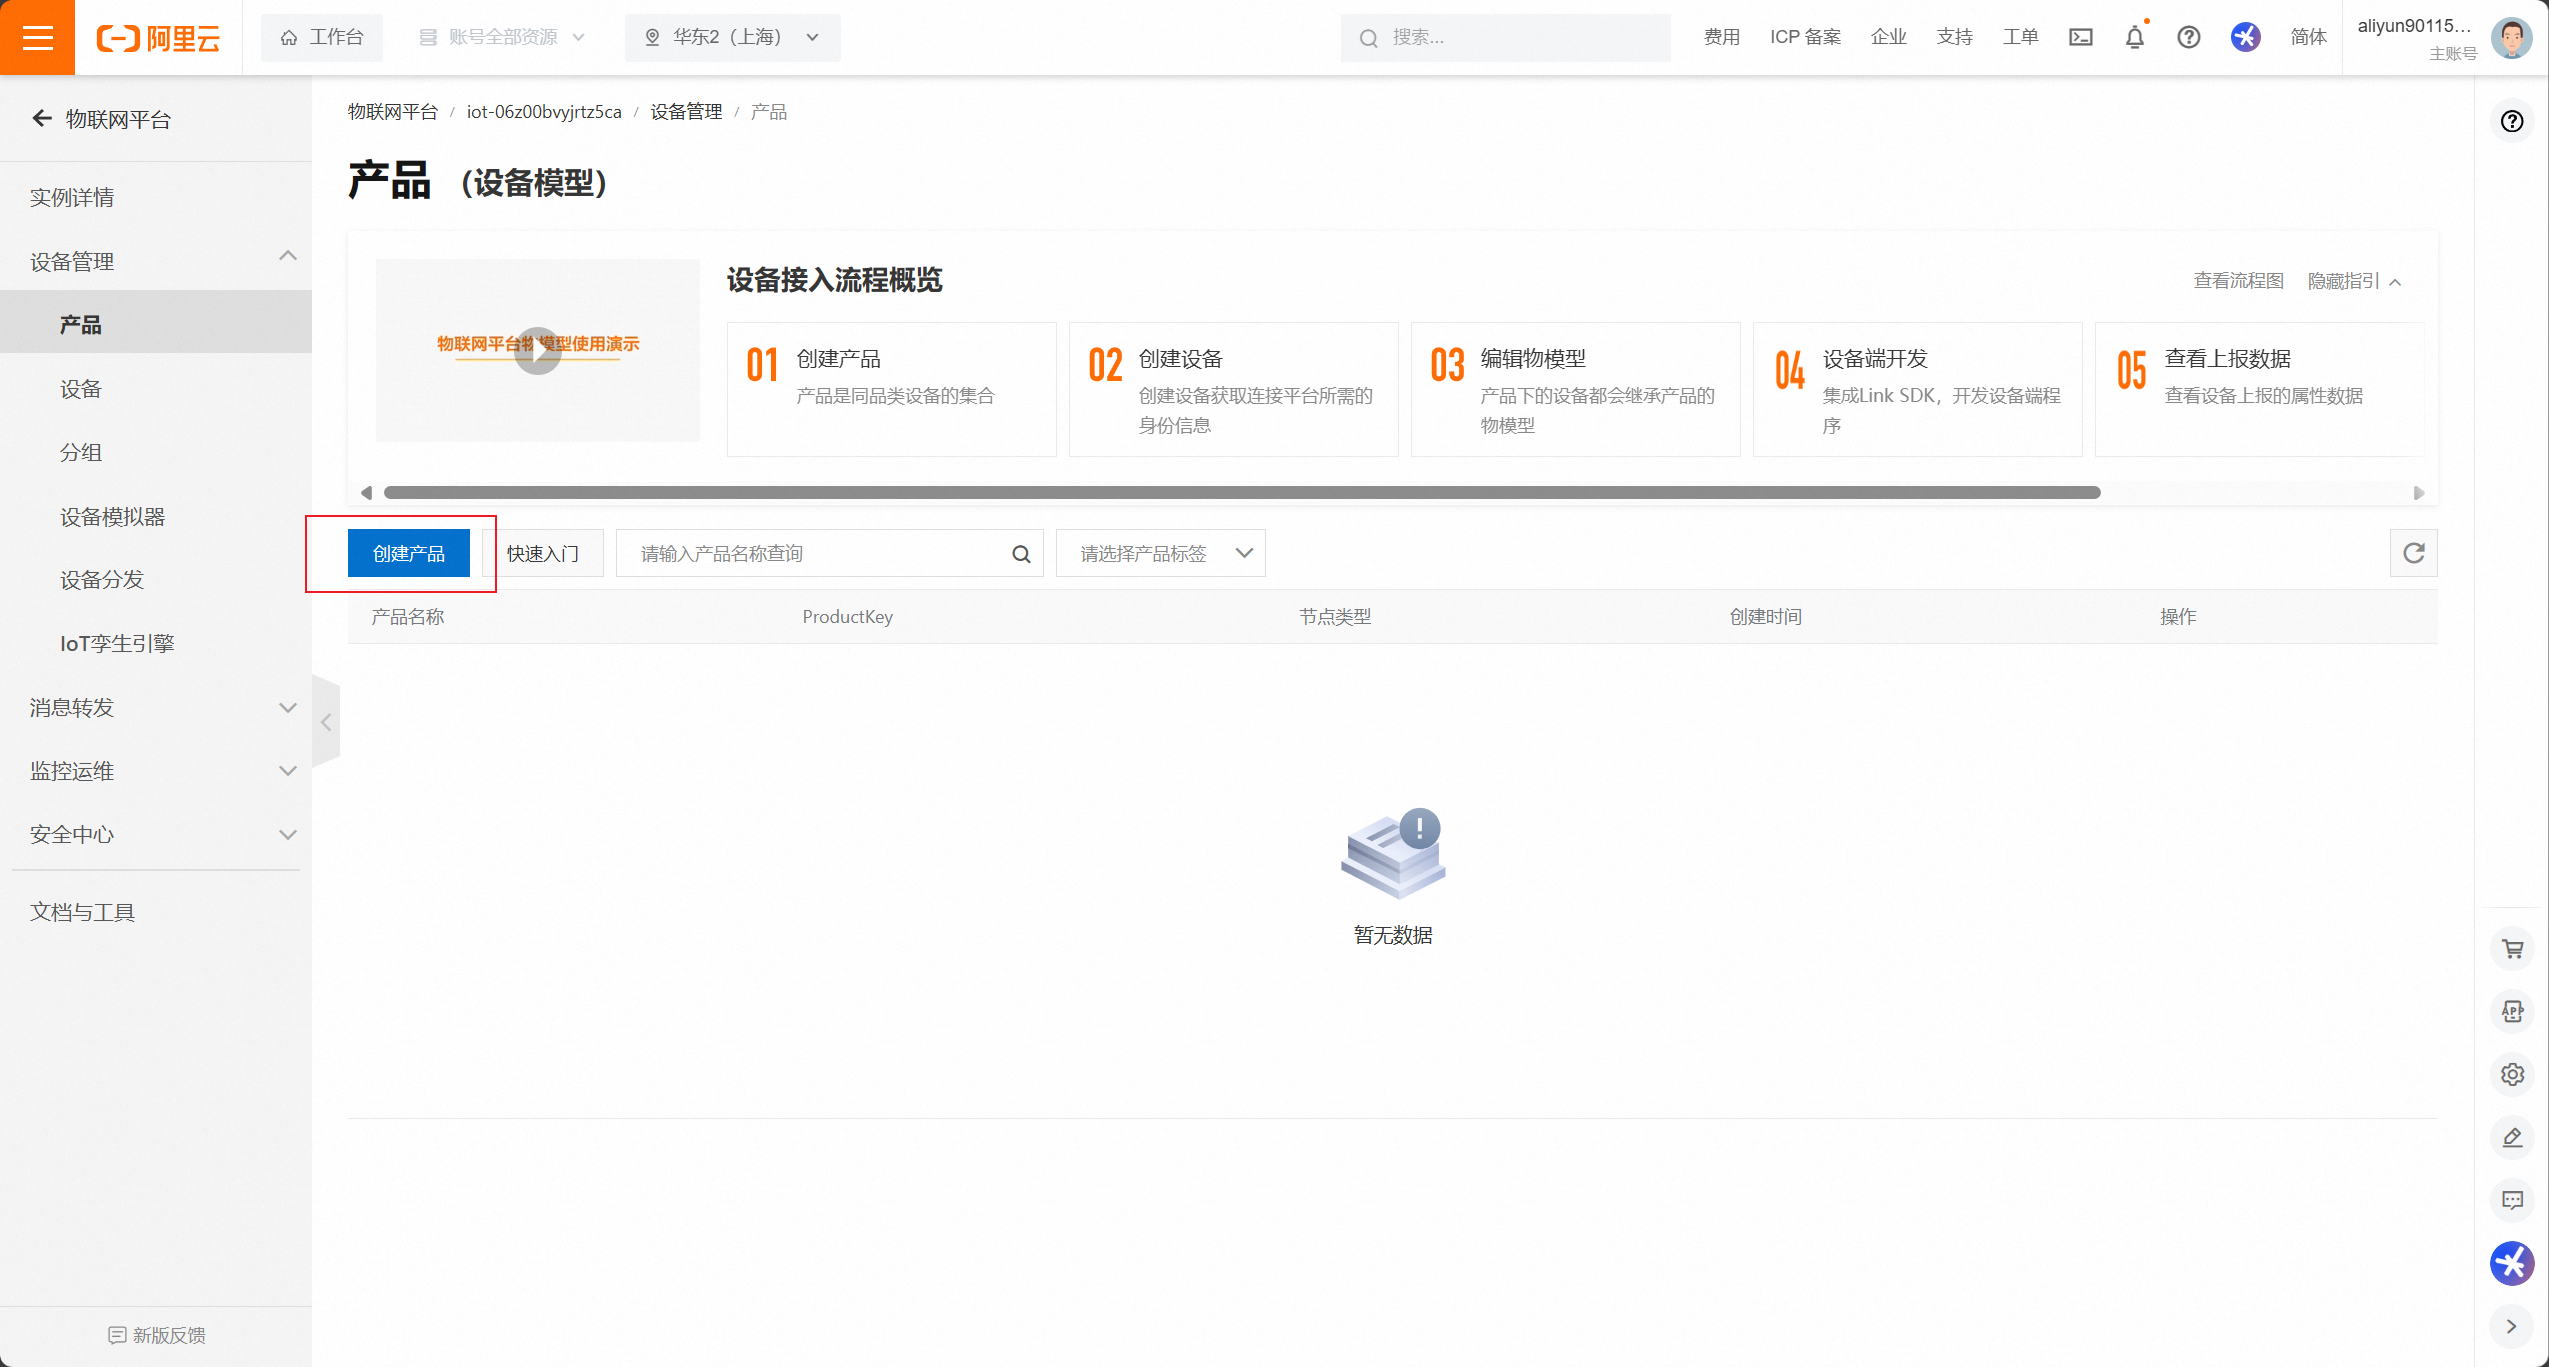 阿里云
工作台
账号全部资源
华东2（上海）
搜索...
费用
ICP 备案
企业
支持
工单
简体
aliyun90115...
主账号
物联网平台
实例详情
设备管理
产品
设备
分组
设备模拟器
设备分发
IoT孪生引擎
消息转发
监控运维
安全中心
文档与工具
新版反馈
物联网平台 / iot-06z00bvyjrtz5ca / 设备管理 / 产品
产品 （设备模型）
物联网平台物模型使用演示
设备接入流程概览
查看流程图
隐藏指引
01 创建产品
产品是同品类设备的集合
02 创建设备
创建设备获取连接平台所需的
身份信息
03 编辑物模型
产品下的设备都会继承产品的
物模型
04 设备端开发
集成Link SDK，开发设备端程
序
05 查看上报数据
查看设备上报的属性数据
创建产品
快速入门
请输入产品名称查询
请选择产品标签
产品名称
ProductKey
节点类型
创建时间
操作
暂无数据
APP